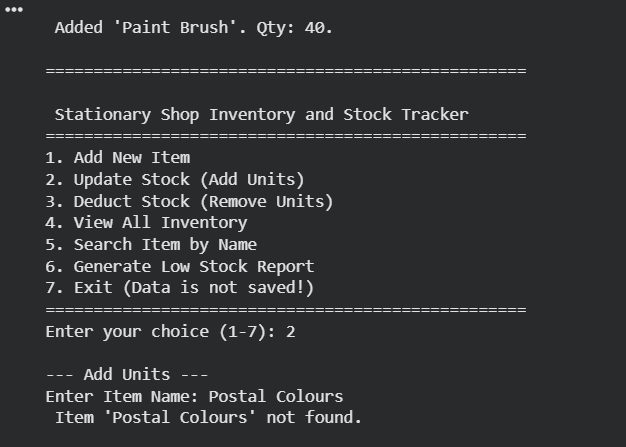 Added 'Paint Brush'. Qty: 40.
==================================================
Stationary Shop Inventory and Stock Tracker
==================================================
1. Add New Item
2. Update Stock (Add Units)
3. Deduct Stock (Remove Units)
4. View All Inventory
5. Search Item by Name
6. Generate Low Stock Report
7. Exit (Data is not saved!)
==================================================
Enter your choice (1-7): 2
--- Add Units ---
Enter Item Name: Postal Colours
Item 'Postal Colours' not found.